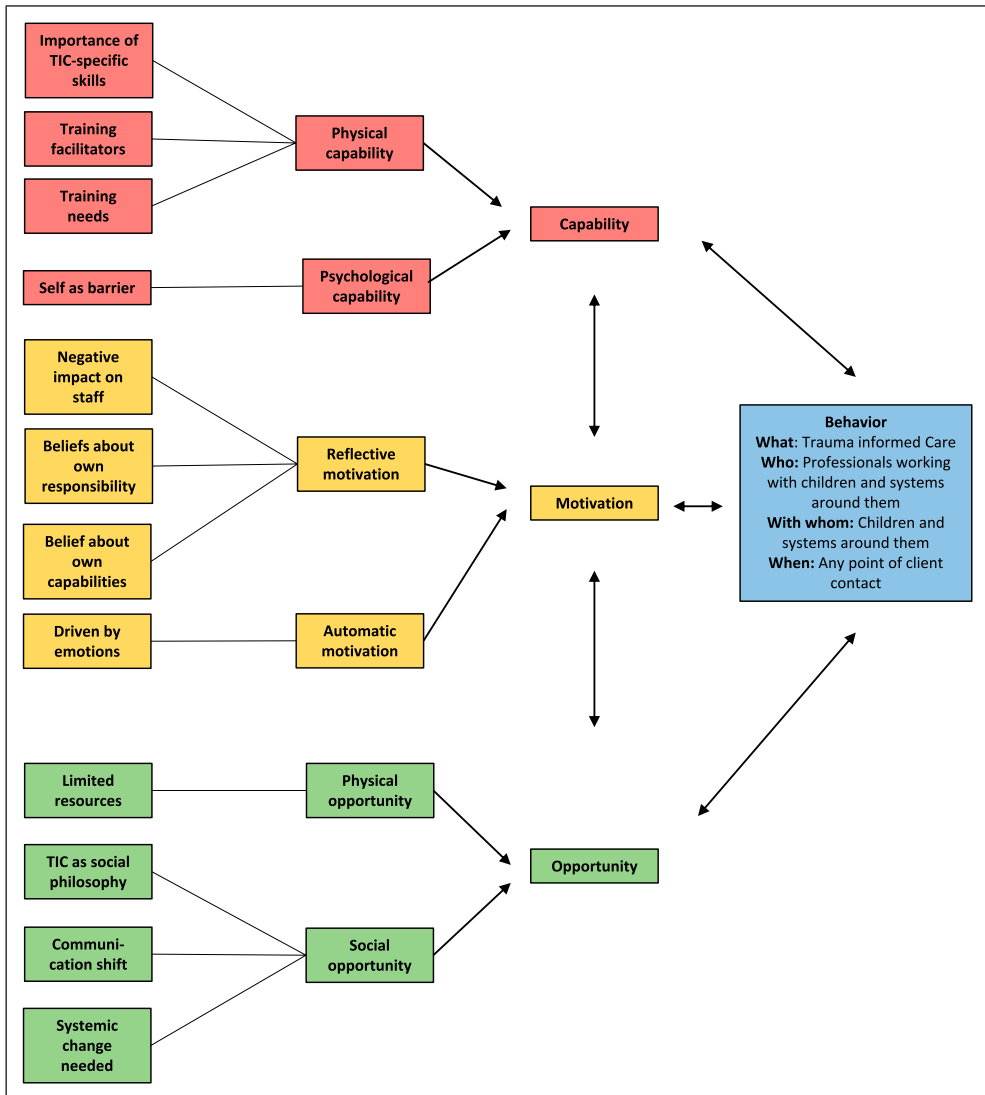 Importance of
TIC-specific
skills
Training
facilitators
Training
needs
Self as barrier
Physical
capability
Psychological
capability
Capability
Negative
impact on
staff
Beliefs about
own
responsibility
Belief about
own
capabilities
Driven by
emotions
Reflective
motivation
Automatic
motivation
Motivation
Behavior
What: Trauma informed Care
Who: Professionals working
with children and systems
around them
With whom: Children and
systems around them
When: Any point of client
contact
Limited
resources
TIC as social
philosophy
Communi-
cation shift
Systemic
change
needed
Physical
opportunity
Social
opportunity
Opportunity